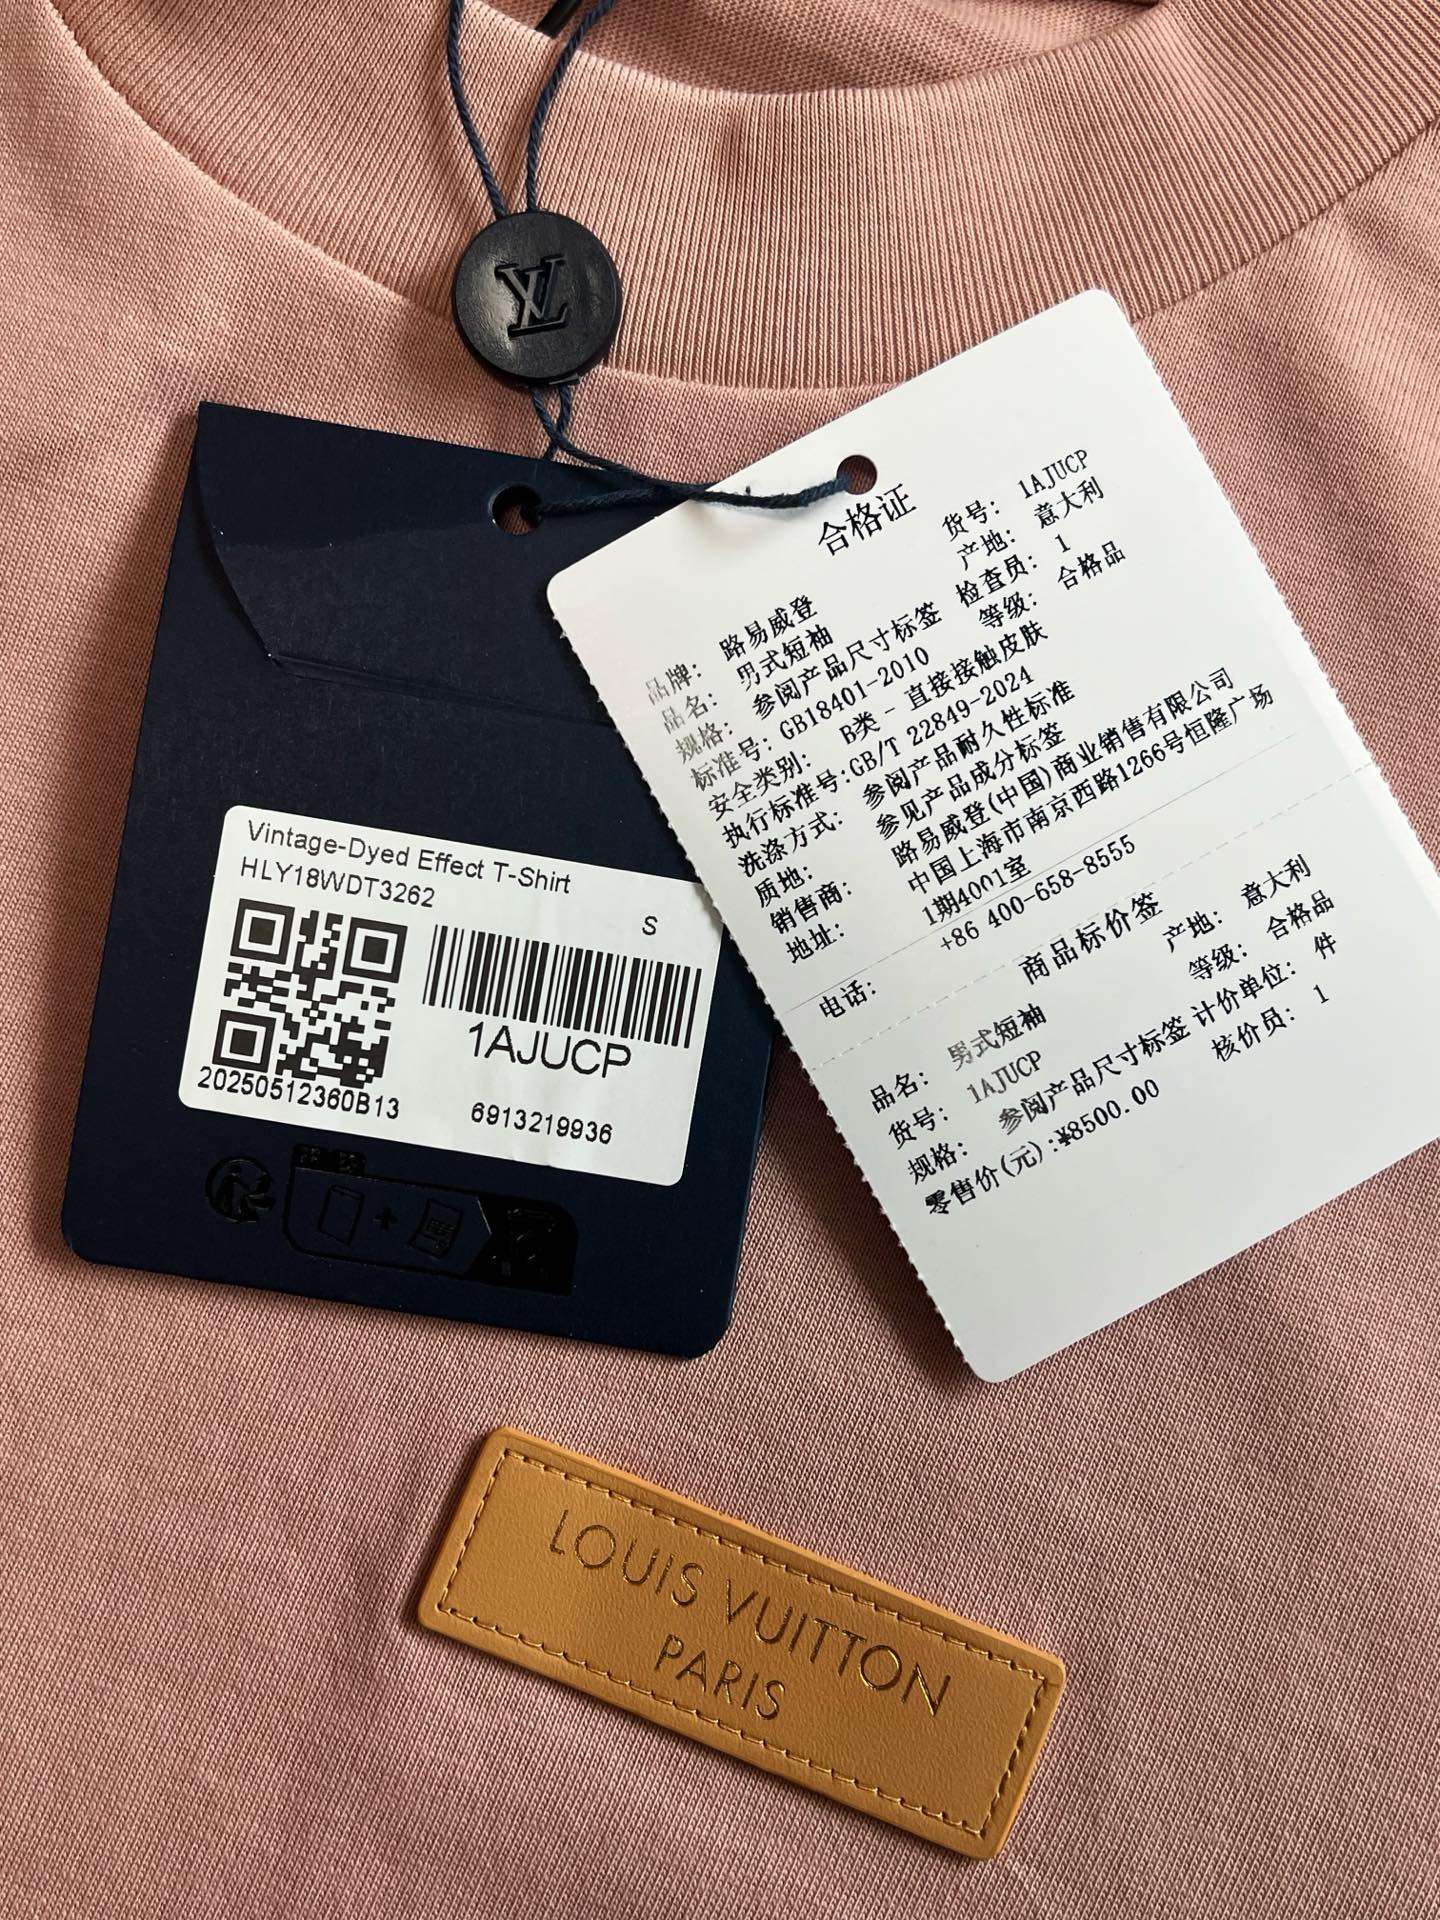 LV
Vintage-Dyed Effect T-Shirt
HLY18WDT3262
S
1AJUCP
20250512360B13
6913219936
合格证
货号: 1AJUCP
产地: 意大利
品牌: 路易威登
检查员: 1
品名: 男式短袖
等级: 合格品
规格: 参阅产品尺寸标签
标准号: GB18401-2010
安全类别: B类 - 直接接触皮肤
执行标准号:GB/T 22849-2024
洗涤方式: 参阅产品耐久性标准
质地: 参见产品成分标签
销售商: 路易威登(中国)商业销售有限公司
地址: 中国上海市南京西路1266号恒隆广场
1期4001室
电话: +86 400-658-8555
商品标价签
品名: 男式短袖
产地: 意大利
货号: 1AJUCP
等级: 合格品
规格: 参阅产品尺寸标签 计价单位: 件
零售价(元):¥8500.00
核价员: 1
LOUIS VUITTON
PARIS